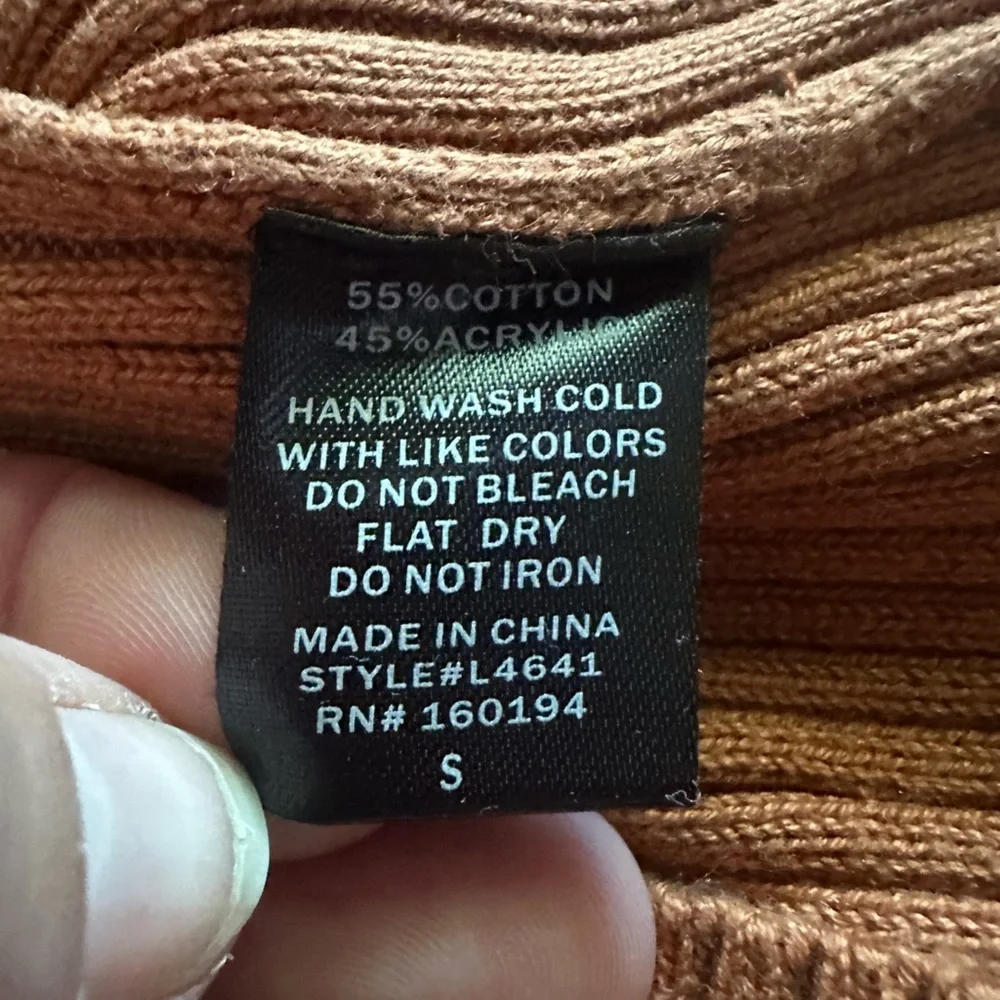 55%COTTON
45%ACRYLIC
HAND WASH COLD
WITH LIKE COLORS
DO NOT BLEACH
FLAT DRY
DO NOT IRON
MADE IN CHINA
STYLE#L4641
RN# 160194
S